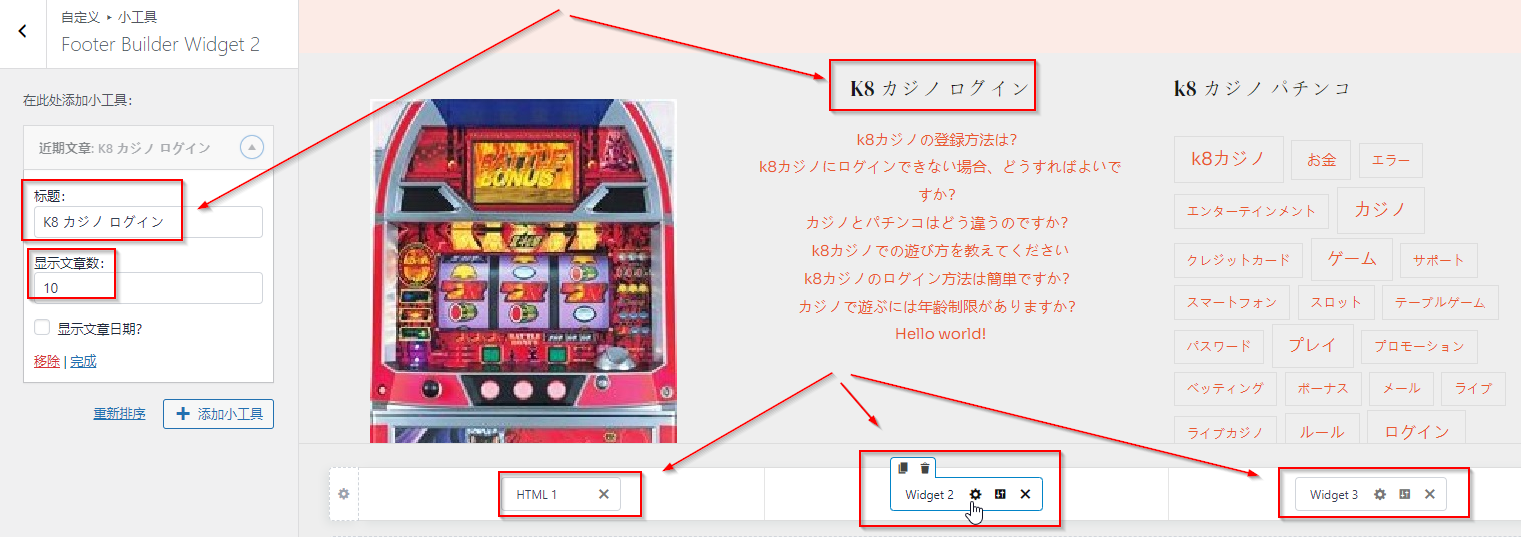 自定义 ▸ 小工具
Footer Builder Widget 2
在此处添加小工具:
近期文章: K8 カジノ ログイン
标题:
K8 カジノ ログイン
显示文章数:
10
显示文章日期?
移除 | 完成
重新排序
添加小工具
BATTLE
BONUS
K8 カジノ ログイン
k8カジノの登録方法は?
k8カジノにログインできない場合、どうすればよいで
すか?
カジノとパチンコはどう違うのですか?
k8カジノでの遊び方を教えてください
k8カジノのログイン方法は簡単ですか?
カジノで遊ぶには年齢制限がありますか?
Hello world!
k8 カジノ パチンコ
k8カジノ お金 エラー
エンターテインメント カジノ
クレジットカード ゲーム サポート
スマートフォン スロット テーブルゲーム
パスワード プレイ プロモーション
ベッティング ボーナス メール ライブ
ライブカジノ ルール ログイン
HTML 1
Widget 2
Widget 3